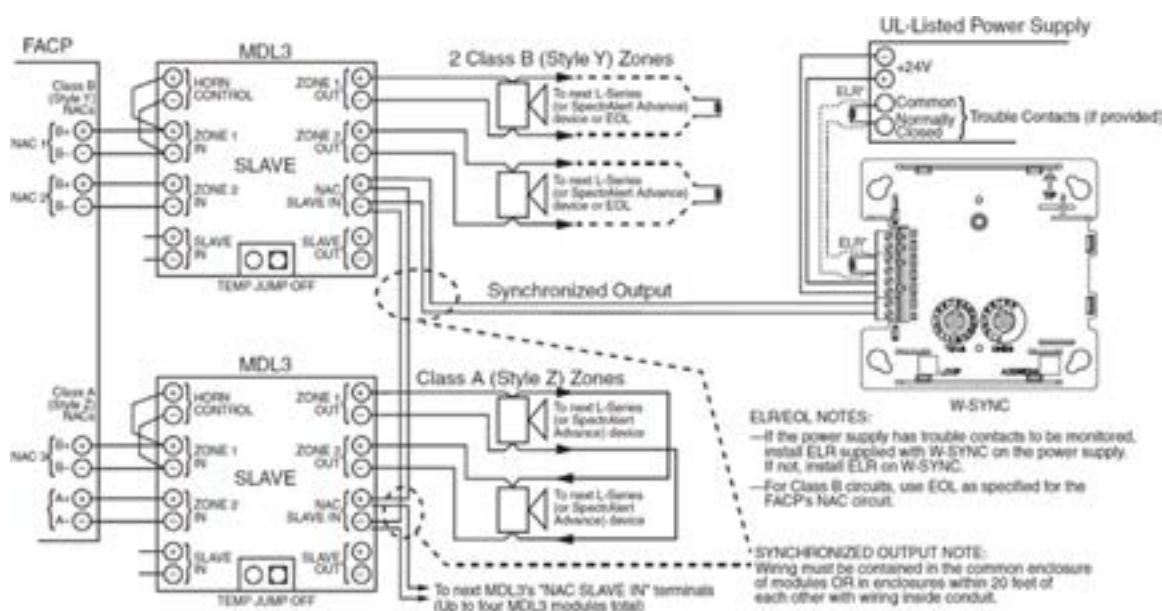 FACP
MDL3
2 Class B (Style Y) Zones
UL-Listed Power Supply
Class B
(Style Y)
NACs
NAC 1
B+
B-
NAC 2
B+
B-
HORN
CONTROL
ZONE 1
IN
SLAVE
ZONE 2
IN
SLAVE
IN
ZONE 1
OUT
ZONE 2
OUT
NAC
SLAVE IN
SLAVE
OUT
TEMP JUMP OFF
To next L-Series
(or SpectrAlert Advance)
device or EOL
To next L-Series
(or SpectrAlert Advance)
device or EOL
+24V
ELR*
Common
Normally
Closed
Trouble Contacts (if provided)
ELR*
W-SYNC
Synchronized Output
MDL3
Class A (Style Z) Zones
Class A
(Style Z)
NACs
NAC 3
B+
B-
A+
A-
HORN
CONTROL
ZONE 1
IN
SLAVE
ZONE 2
IN
SLAVE
IN
ZONE 1
OUT
ZONE 2
OUT
NAC
SLAVE IN
SLAVE
OUT
TEMP JUMP OFF
To next L-Series
(or SpectrAlert
Advance) device
To next L-Series
(or SpectrAlert
Advance) device
To next MDL3's "NAC SLAVE IN" terminals
(Up to four MDL3 modules total)
ELR/EOL NOTES:
—If the power supply has trouble contacts to be monitored,
install ELR supplied with W-SYNC on the power supply.
If not, install ELR on W-SYNC.
—For Class B circuits, use EOL as specified for the
FACP's NAC circuit.
SYNCHRONIZED OUTPUT NOTE:
Wiring must be contained in the common enclosure
of modules OR in enclosures within 20 feet of
each other with wiring inside conduit.